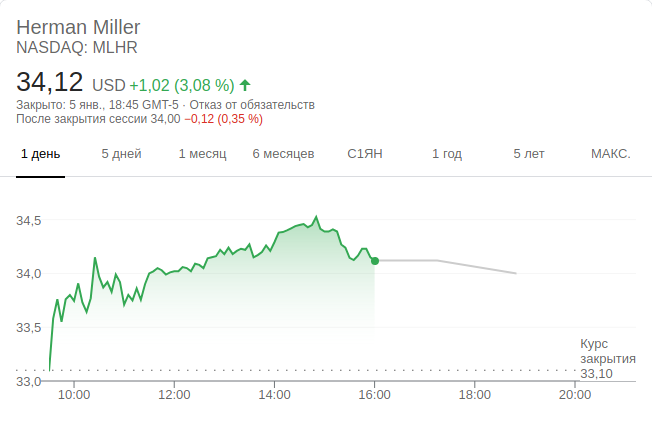 Herman Miller
NASDAQ: MLHR
34,12 USD +1,02 (3,08 %)
Закрыто: 5 янв., 18:45 GMT-5 · Отказ от обязательств
После закрытия сессии 34,00 −0,12 (0,35 %)
1 день 5 дней 1 месяц 6 месяцев С1ЯН 1 год 5 лет МАКС.
34,5
34,0
33,5
33,0
Курс
закрытия
33,10
10:00 12:00 14:00 16:00 18:00 20:00